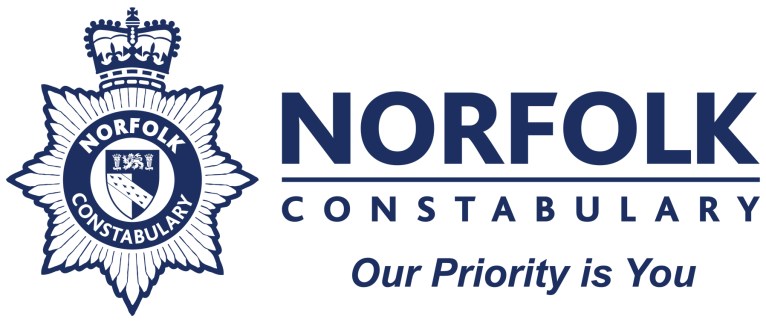 NORFOLK
CONSTABULARY
NORFOLK
CONSTABULARY
Our Priority is You